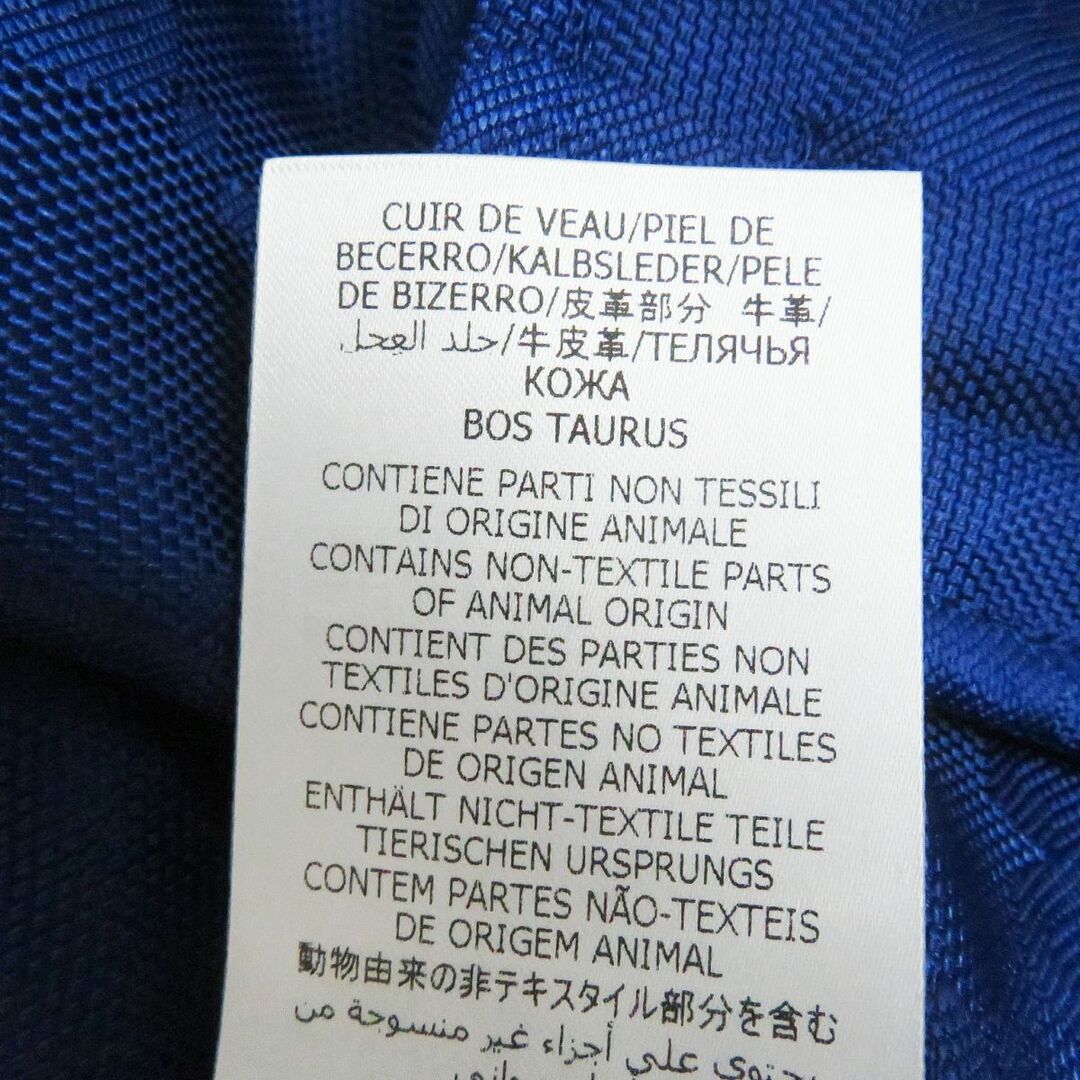 CUIR DE VEAU/PIEL DE
BECERRO/KALBSLEDER/PELE
DE BIZERRO/皮革部分 牛革/
جلد العجل/牛皮革/ТЕЛЯЧЬЯ
КОЖА
BOS TAURUS
CONTIENE PARTI NON TESSILI
DI ORIGINE ANIMALE
CONTAINS NON-TEXTILE PARTS
OF ANIMAL ORIGIN
CONTIENT DES PARTIES NON
TEXTILES D'ORIGINE ANIMALE
CONTIENE PARTES NO TEXTILES
DE ORIGEN ANIMAL
ENTHÄLT NICHT-TEXTILE TEILE
TIERISCHEN URSPRUNGS
CONTEM PARTES NÃO-TEXTEIS
DE ORIGEM ANIMAL
動物由来の非テキスタイル部分を含む
يحتوي على أجزاء غير منسوجة من